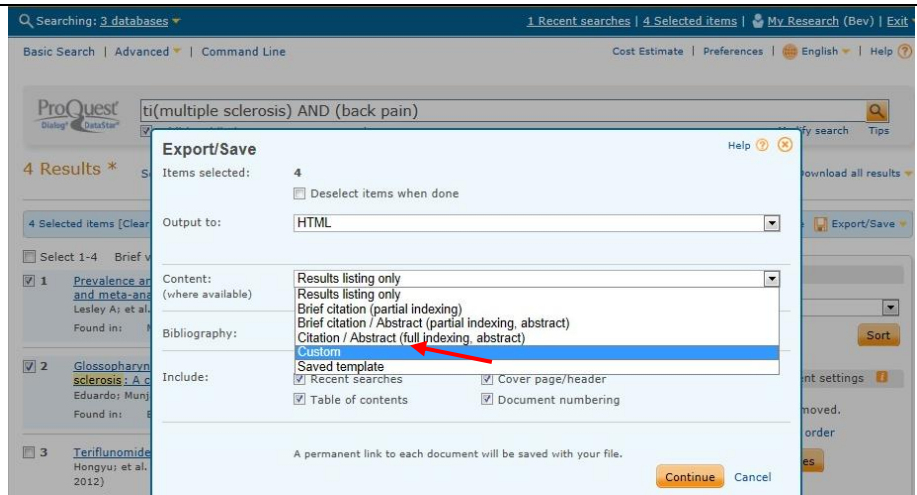 Searching: 3 databases 1 Recent searches | 4 Selected items | My Research (Bev) | Exit
Basic Search | Advanced | Command Line Cost Estimate | Preferences | English | Help ?
ProQuest
Dialog DataStar
ti(multiple sclerosis) AND (back pain)
fy search Tips
4 Results *
ownload all results
4 Selected items [Clear Export/Save
Select 1-4 Brief v
1 Prevalence an
and meta-ana
Lesley A; et al.
Found in:
2 Glossopharyn
sclerosis : A c
Eduardo; Munj
Found in:
3 Teriflunomide
Hongyu; et al.
2012)
Export/Save Help ?
Items selected: 4
Deselect items when done
Output to: HTML
Content: Results listing only
(where available) Results listing only
Brief citation (partial indexing)
Brief citation / Abstract (partial indexing, abstract)
Bibliography: Citation / Abstract (full indexing, abstract)
Custom
Saved template
Include: Recent searches Cover page/header
Table of contents Document numbering
A permanent link to each document will be saved with your file.
Continue Cancel
Sort
nt settings
moved.
order
es